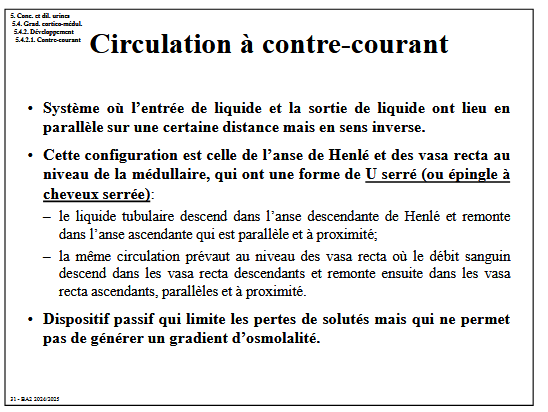 5. Conc. et dil. urines
5.4. Grad. cortico-médul.
5.4.2. Développement
5.4.2.1. Contre-courant
Circulation à contre-courant
• Système où l'entrée de liquide et la sortie de liquide ont lieu en
parallèle sur une certaine distance mais en sens inverse.
• Cette configuration est celle de l'anse de Henlé et des vasa recta au
niveau de la médullaire, qui ont une forme de U serré (ou épingle à
cheveux serrée):
– le liquide tubulaire descend dans l'anse descendante de Henlé et remonte
dans l'anse ascendante qui est parallèle et à proximité;
– la même circulation prévaut au niveau des vasa recta où le débit sanguin
descend dans les vasa recta descendants et remonte ensuite dans les vasa
recta ascendants, parallèles et à proximité.
• Dispositif passif qui limite les pertes de solutés mais qui ne permet
pas de générer un gradient d'osmolalité.
31 - BA2 2024/2025